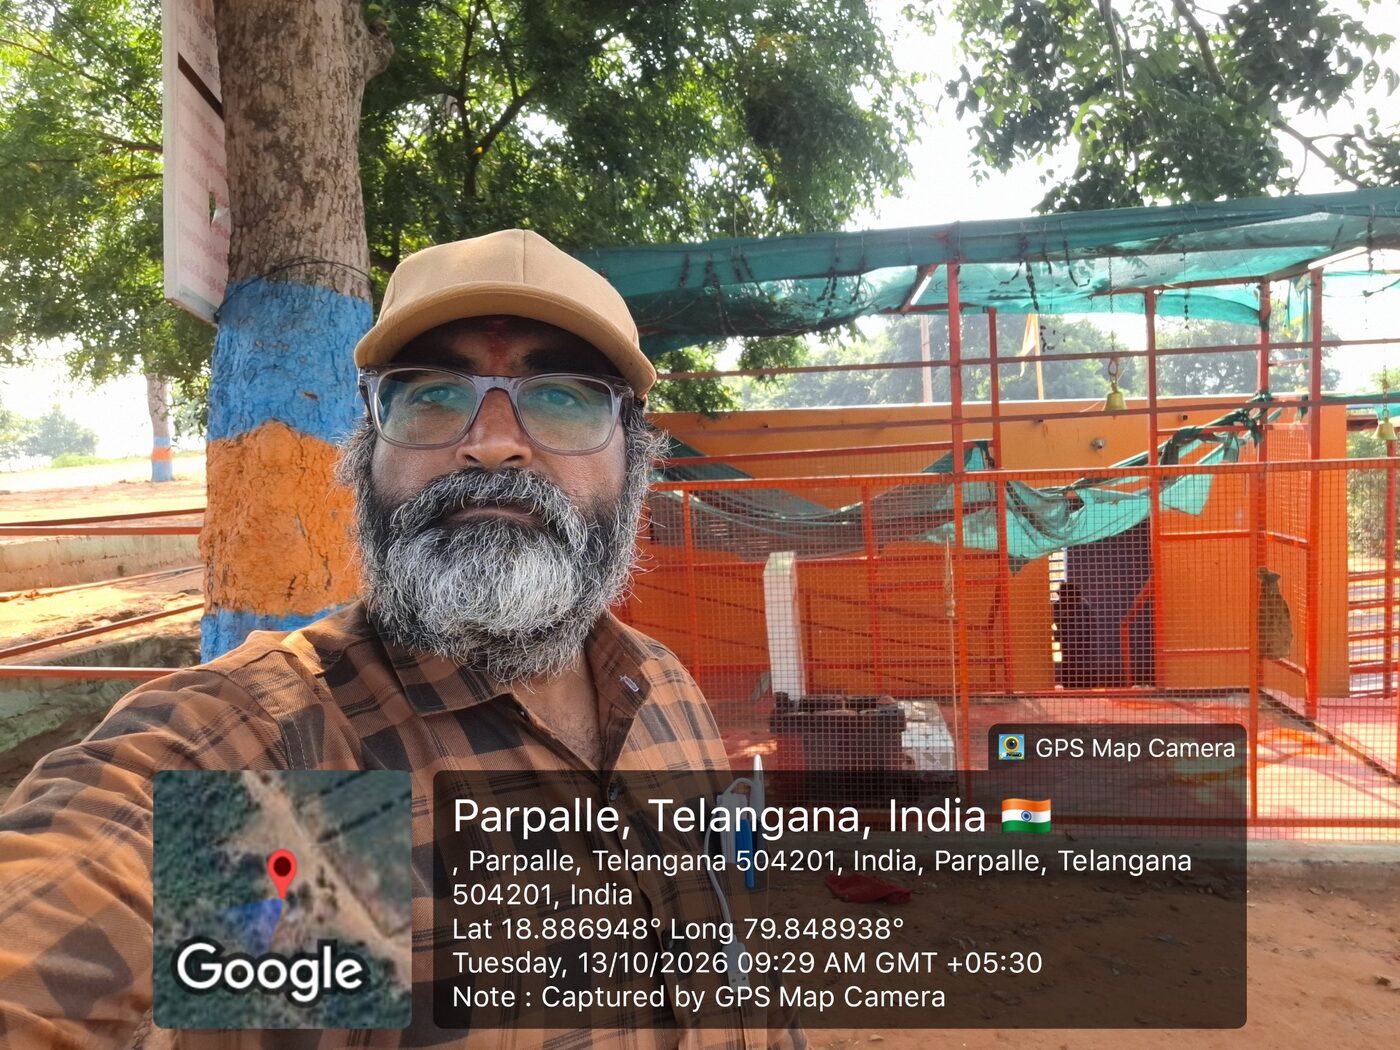 GPS Map Camera
Parpalle, Telangana, India 🇮🇳
, Parpalle, Telangana 504201, India, Parpalle, Telangana
504201, India
Lat 18.886948° Long 79.848938°
Tuesday, 13/10/2026 09:29 AM GMT +05:30
Note : Captured by GPS Map Camera
Google